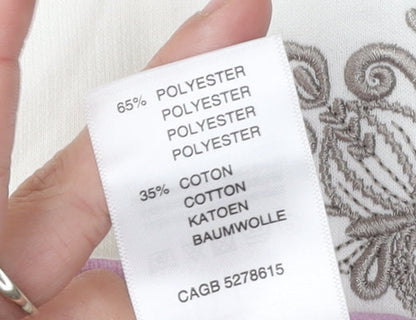 65% POLYESTER
POLYESTER
POLYESTER
POLYESTER
35% COTON
COTTON
KATOEN
BAUMWOLLE
CAGB 5278615